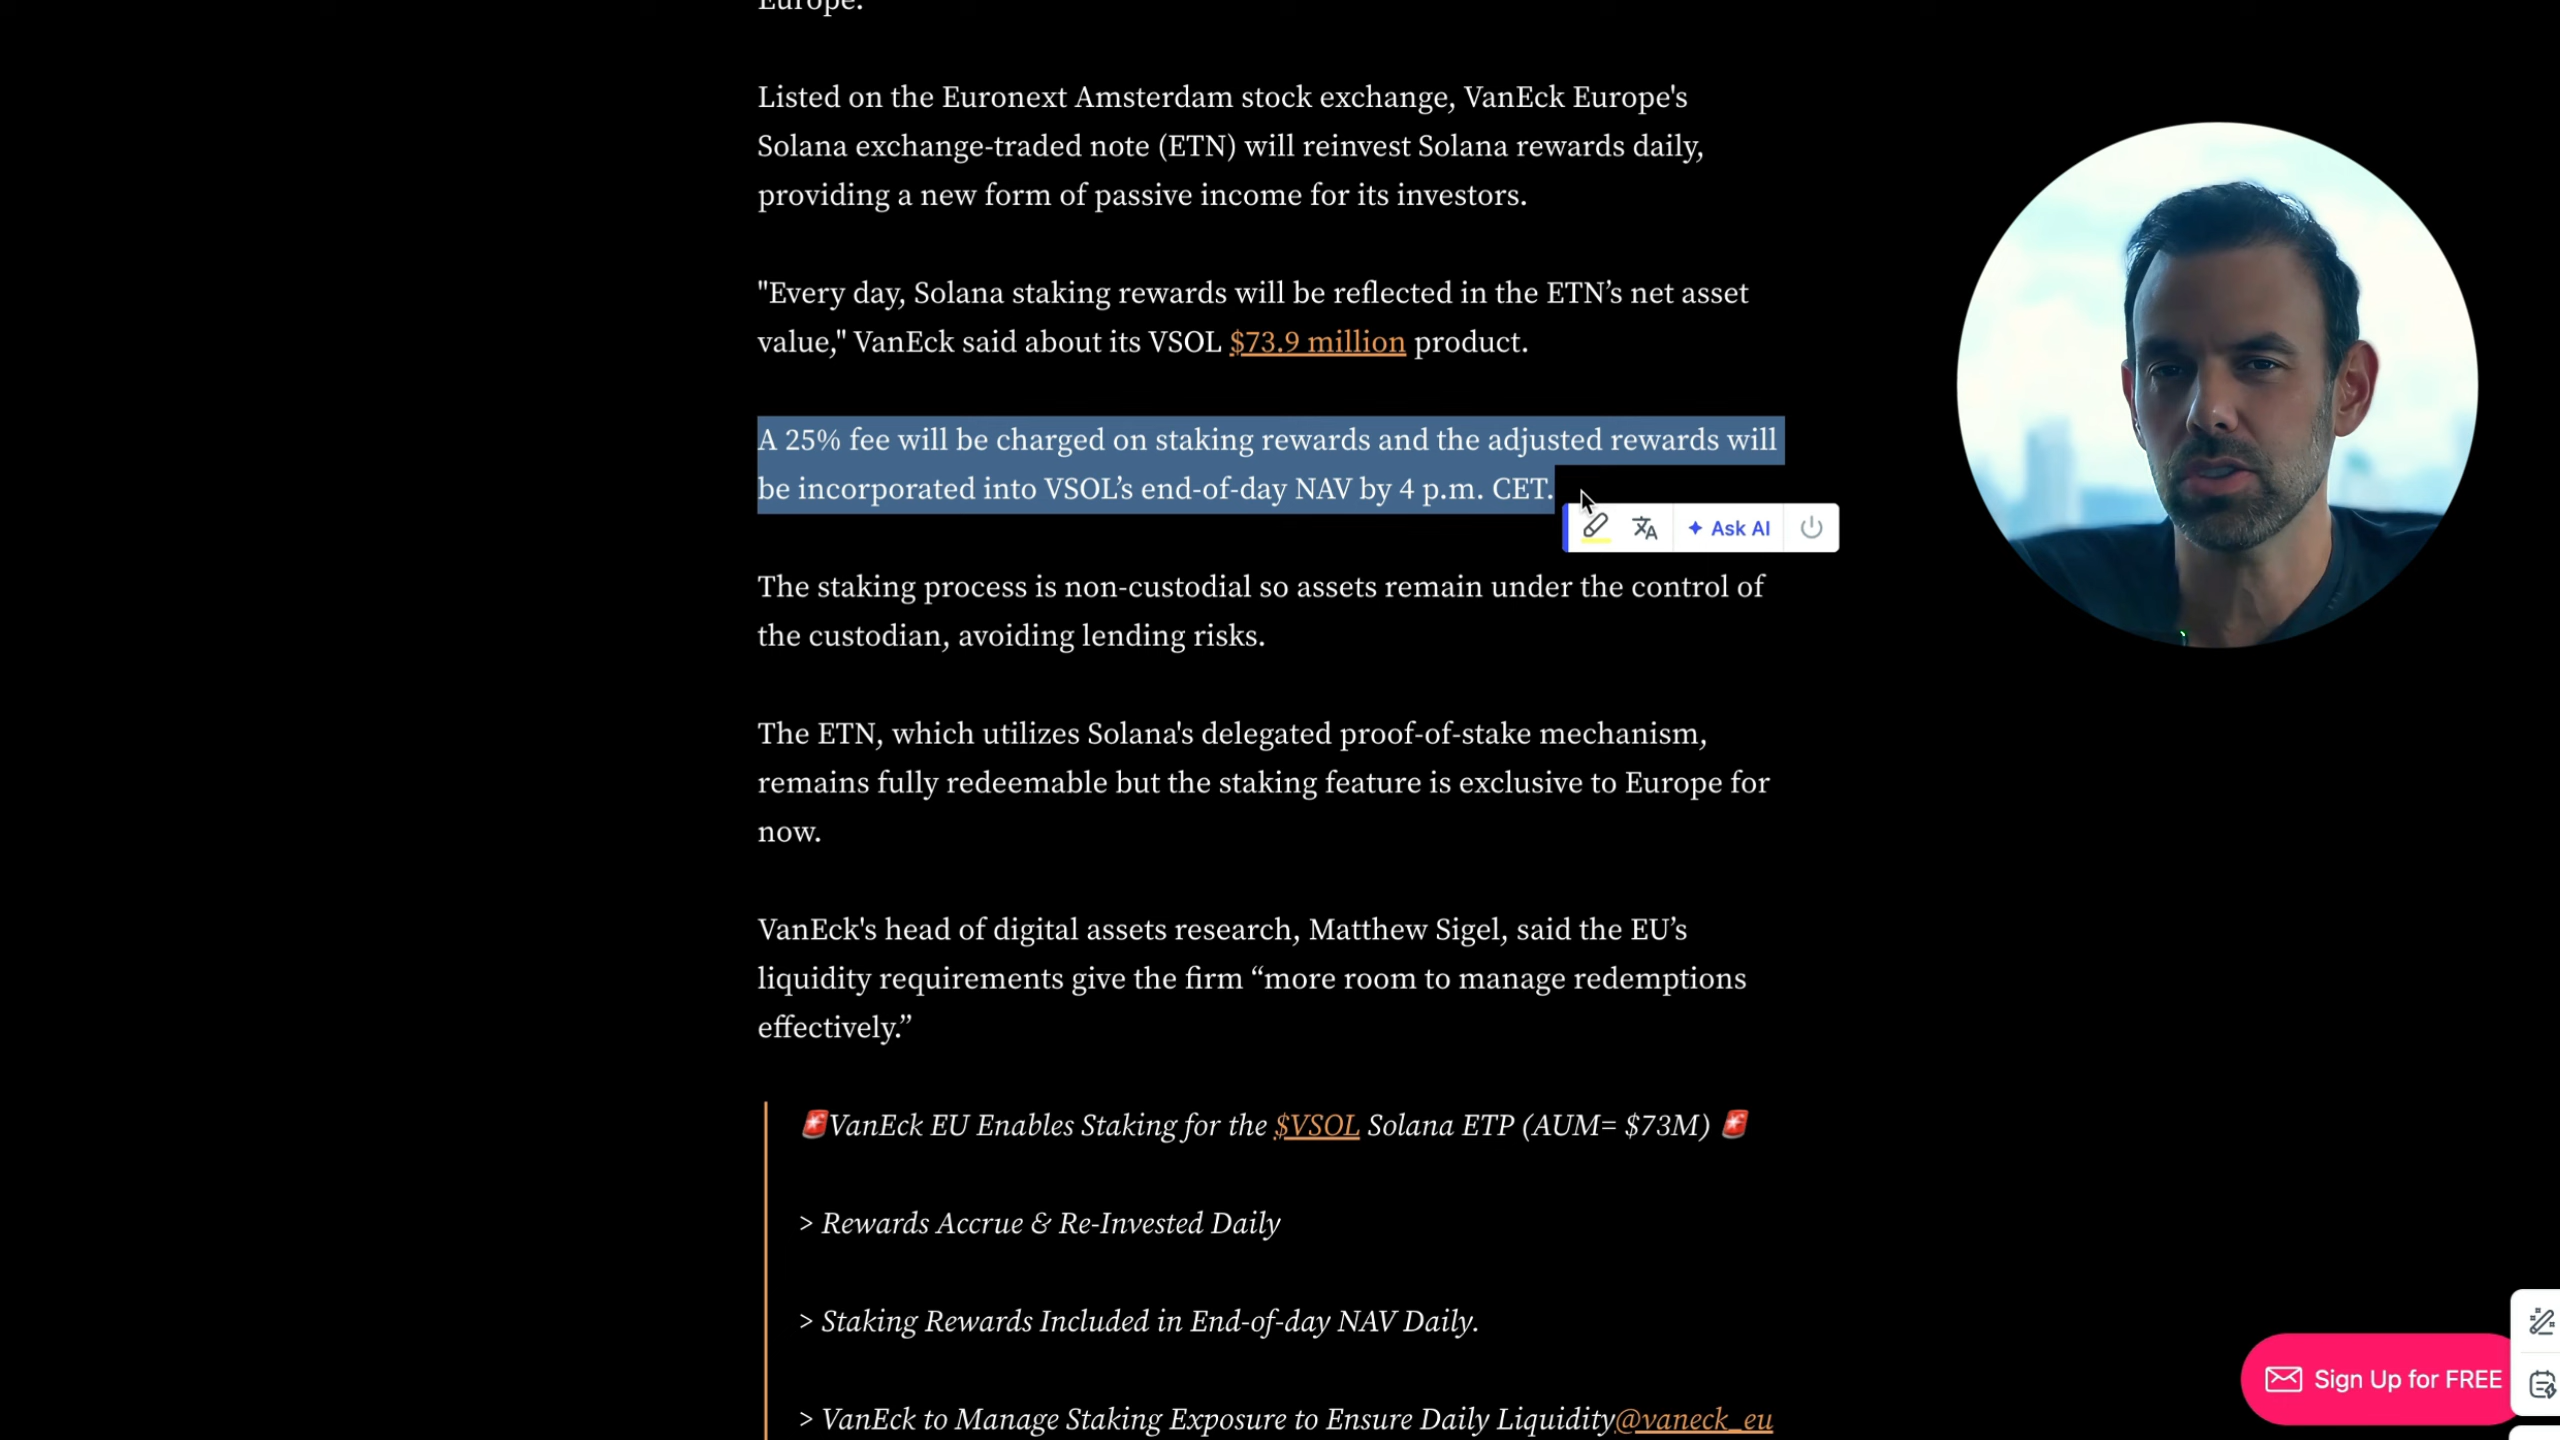 Europe.
Listed on the Euronext Amsterdam stock exchange, VanEck Europe's
Solana exchange-traded note (ETN) will reinvest Solana rewards daily,
providing a new form of passive income for its investors.
"Every day, Solana staking rewards will be reflected in the ETN’s net asset
value," VanEck said about its VSOL $73.9 million product.
A 25% fee will be charged on staking rewards and the adjusted rewards will
be incorporated into VSOL’s end-of-day NAV by 4 p.m. CET.
Ask AI
The staking process is non-custodial so assets remain under the control of
the custodian, avoiding lending risks.
The ETN, which utilizes Solana's delegated proof-of-stake mechanism,
remains fully redeemable but the staking feature is exclusive to Europe for
now.
VanEck's head of digital assets research, Matthew Sigel, said the EU’s
liquidity requirements give the firm “more room to manage redemptions
effectively.”
🚨VanEck EU Enables Staking for the $VSOL Solana ETP (AUM= $73M) 🚨
> Rewards Accrue & Re-Invested Daily
> Staking Rewards Included in End-of-day NAV Daily.
> VanEck to Manage Staking Exposure to Ensure Daily Liquidity@vaneck_eu
Sign Up for FREE